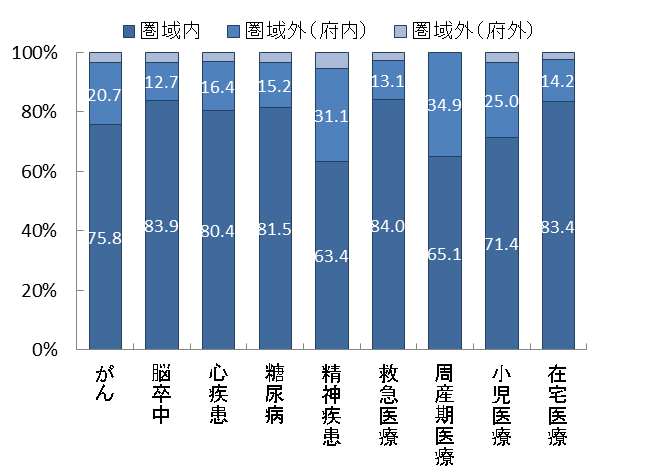 圏域内 圏域外（府内） 圏域外（府外）
100%
80%
60%
40%
20%
0%
20.7 12.7 16.4 15.2 31.1 13.1 34.9 25.0 14.2
75.8 83.9 80.4 81.5 63.4 84.0 65.1 71.4 83.4
がん
脳卒中
心疾患
糖尿病
精神疾患
救急医療
周産期医療
小児医療
在宅医療